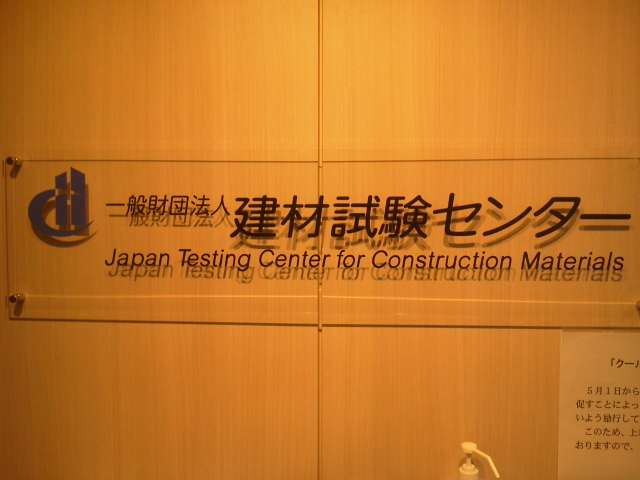 一般財団法人 建材試験センター
Japan Testing Center for Construction Materials
「クール
５月１日から
促すことによっ
いよう励行して
このため、上
おりますので、